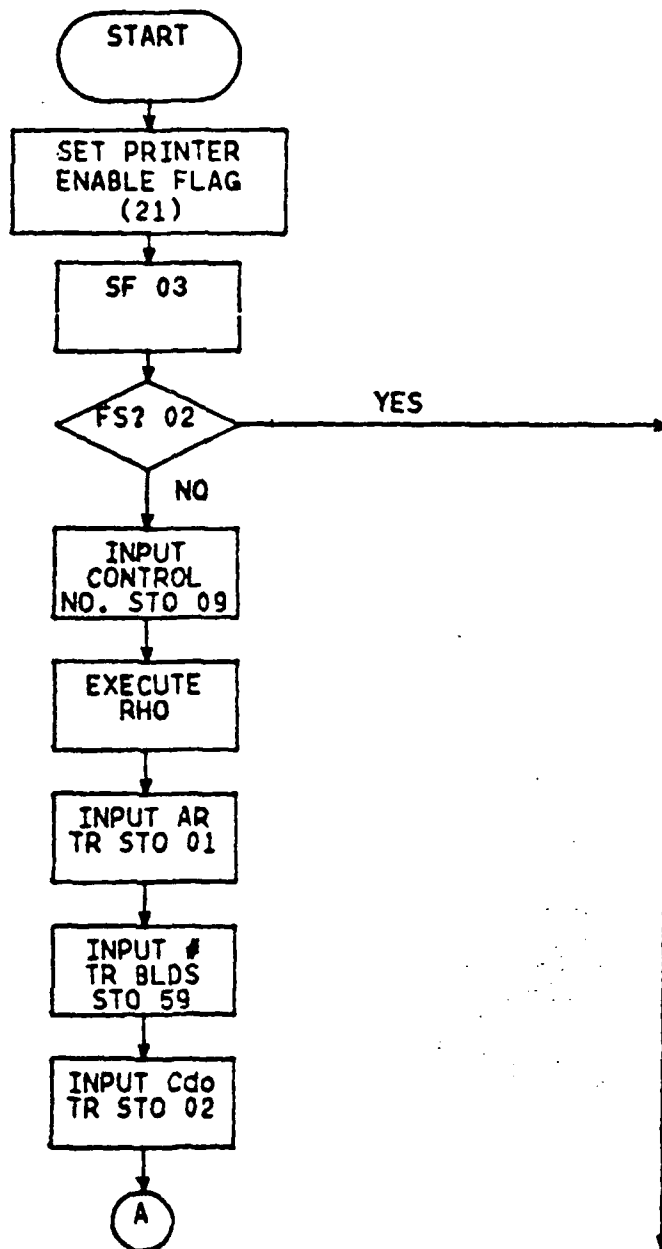 START
SET PRINTER
ENABLE FLAG
(21)
SF 03
FS? 02
YES
NO
INPUT
CONTROL
NO. STO 09
EXECUTE
RHO
INPUT AR
TR STO 01
INPUT #
TR BLDS
STO 59
INPUT Cdo
TR STO 02
A